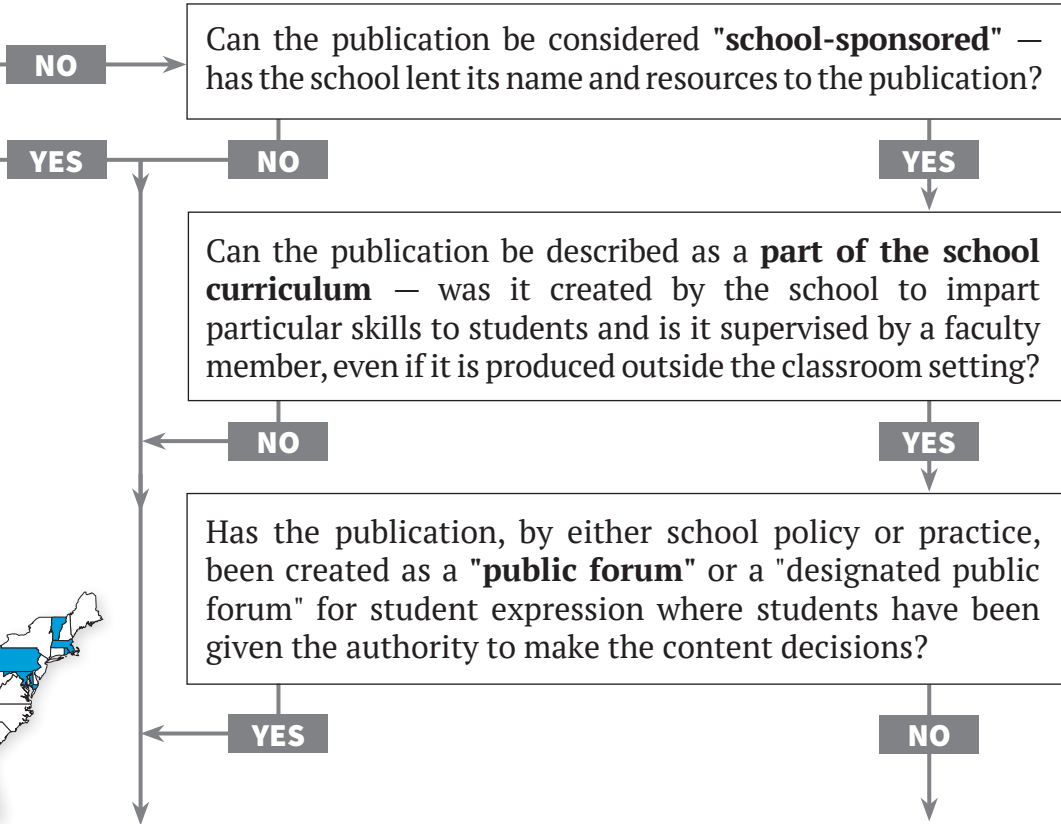 NO
Can the publication be considered "school-sponsored" —
has the school lent its name and resources to the publication?
YES
NO
YES
Can the publication be described as a part of the school
curriculum — was it created by the school to impart
particular skills to students and is it supervised by a faculty
member, even if it is produced outside the classroom setting?
NO
YES
Has the publication, by either school policy or practice,
been created as a "public forum" or a "designated public
forum" for student expression where students have been
given the authority to make the content decisions?
YES
NO